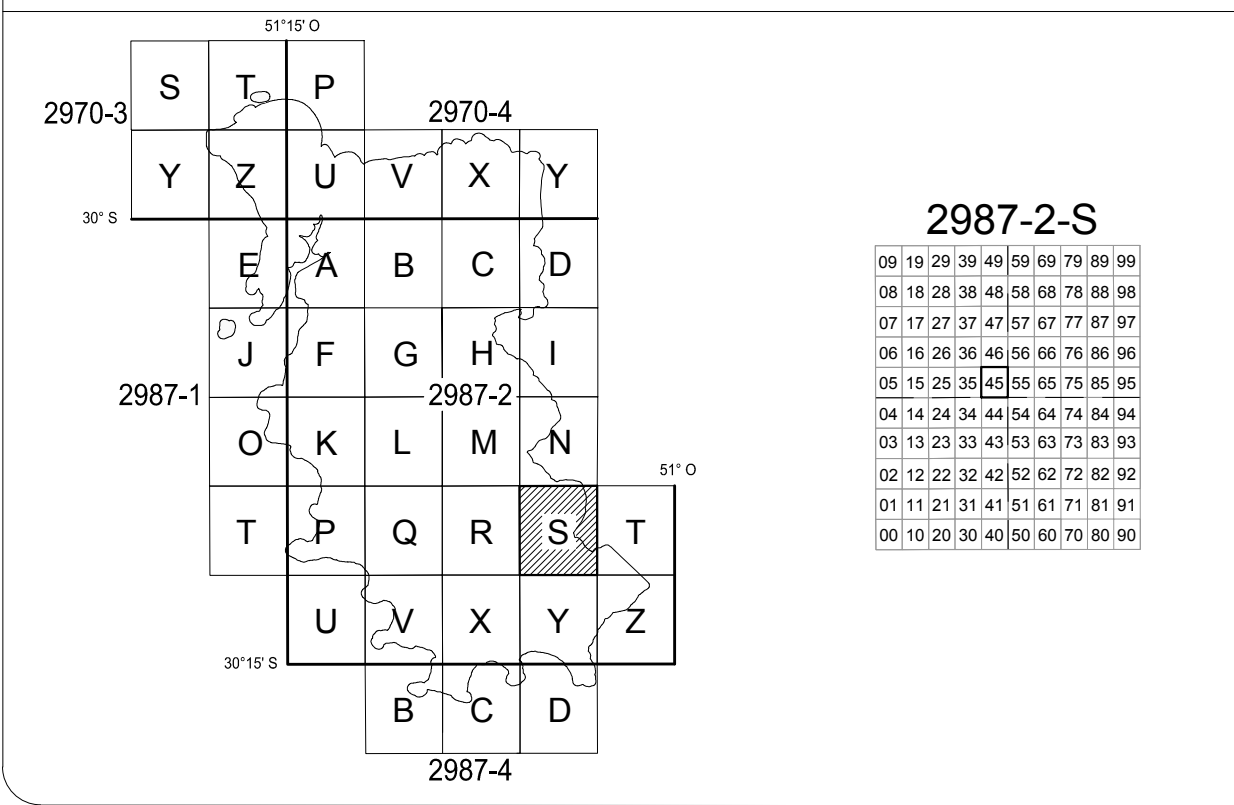 51°15' O
S T P
2970-3 2970-4
Y Z U V X Y
30° S
E A B C D
J F G H I
2987-1 2987-2
O K L M N
51° O
T P Q R S T
U V X Y Z
30°15' S
B C D
2987-4
2987-2-S
09 19 29 39 49 59 69 79 89 99
08 18 28 38 48 58 68 78 88 98
07 17 27 37 47 57 67 77 87 97
06 16 26 36 46 56 66 76 86 96
05 15 25 35 45 55 65 75 85 95
04 14 24 34 44 54 64 74 84 94
03 13 23 33 43 53 63 73 83 93
02 12 22 32 42 52 62 72 82 92
01 11 21 31 41 51 61 71 81 91
00 10 20 30 40 50 60 70 80 90